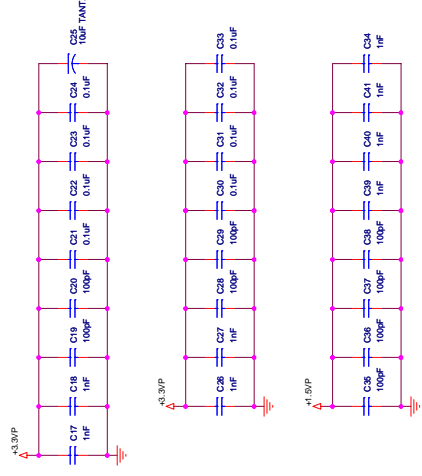 +3.3VP
C17
1nF
C18
1nF
C19
100pF
C20
100pF
C21
0.1uF
C22
0.1uF
C23
0.1uF
C24
0.1uF
C25
10uF TANT.
+3.3VP
C26
1nF
C27
1nF
C28
100pF
C29
100pF
C30
0.1uF
C31
0.1uF
C32
0.1uF
C33
0.1uF
+1.5VP
C35
100pF
C36
100pF
C37
100pF
C38
100pF
C39
1nF
C40
1nF
C41
1nF
C34
1nF